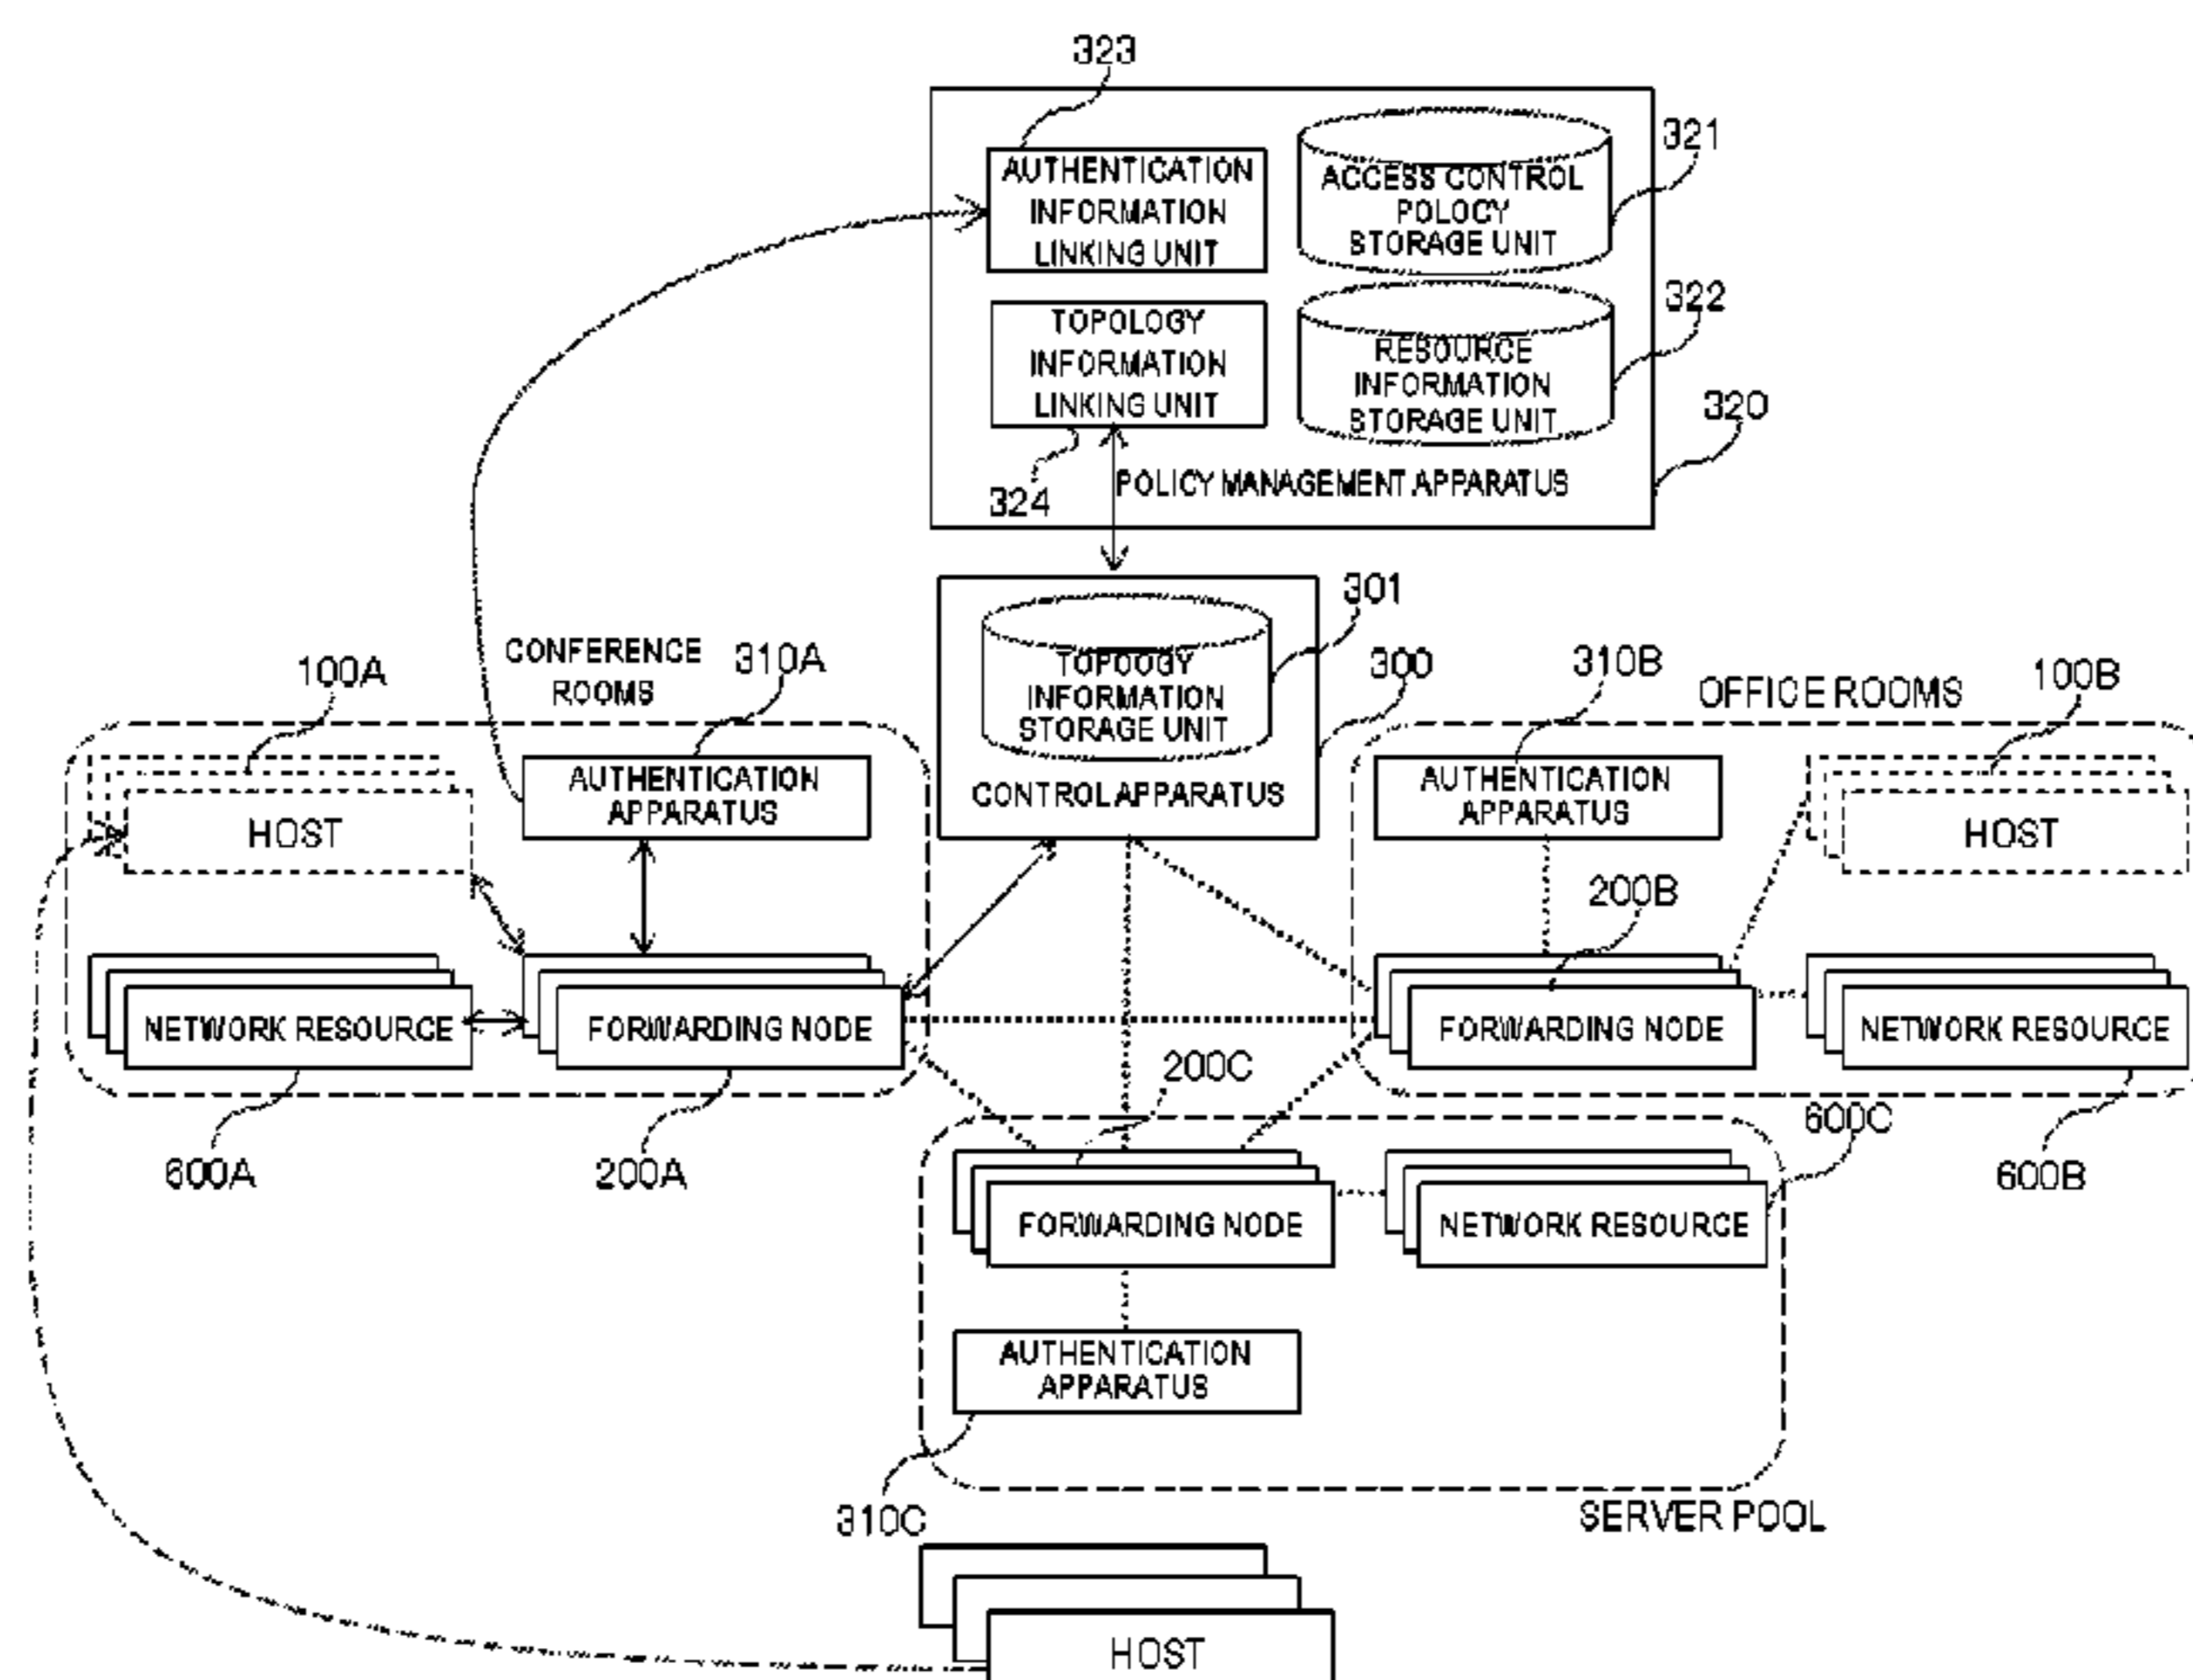 323
AUTHENTICATION
INFORMATION
LINKING UNIT
ACCESS CONTROL
POLOCY
STORAGE UNIT
321
TOPOLOGY
INFORMATION
LINKING UNIT
RESOURCE
INFORMATION
STORAGE UNIT
322
320
324
POLICY MANAGEMENT APPARATUS
TOPOOGY
INFORMATION
STORAGE UNIT
301
CONTROL APPARATUS
300
CONFERENCE
ROOMS
100A
310A
HOST
AUTHENTICATION
APPARATUS
NETWORK RESOURCE
FORWARDING NODE
600A
200A
310B
OFFICE ROOMS
100B
AUTHENTICATION
APPARATUS
HOST
200B
FORWARDING NODE
NETWORK RESOURCE
600B
200C
600C
FORWARDING NODE
NETWORK RESOURCE
AUTHENTICATION
APPARATUS
310C
SERVER POOL
HOST